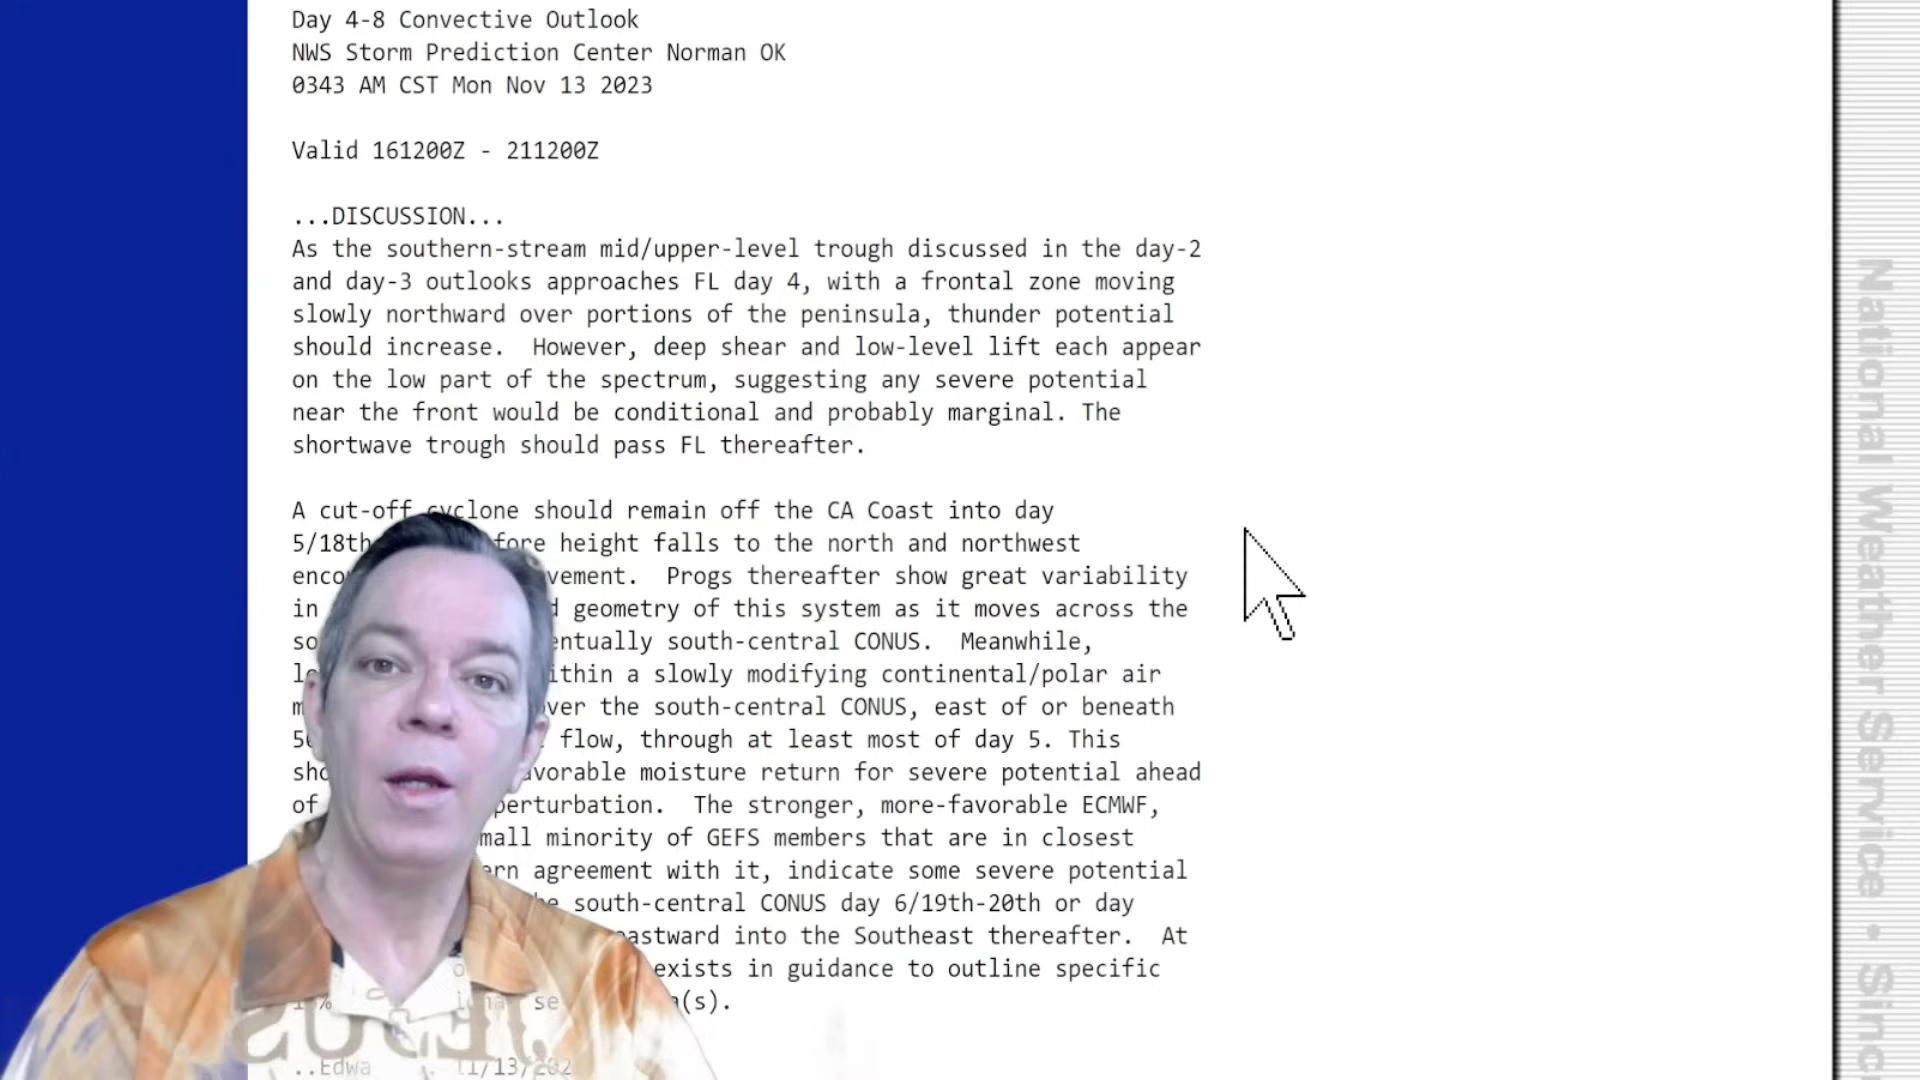 Day 4-8 Convective Outlook
NWS Storm Prediction Center Norman OK
0343 AM CST Mon Nov 13 2023
Valid 161200Z - 211200Z
...DISCUSSION...
As the southern-stream mid/upper-level trough discussed in the day-2
and day-3 outlooks approaches FL day 4, with a frontal zone moving
slowly northward over portions of the peninsula, thunder potential
should increase.  However, deep shear and low-level lift each appear
on the low part of the spectrum, suggesting any severe potential
near the front would be conditional and probably marginal. The
shortwave trough should pass FL thereafter.
A cut-off cyclone should remain off the CA Coast into day
5/18th height falls to the north and northwest
Progs thereafter show great variability
in geometry of this system as it moves across the
south-central CONUS.  Meanwhile,
within a slowly modifying continental/polar air
over the south-central CONUS, east of or beneath
flow, through at least most of day 5. This
moisture return for severe potential ahead
of perturbation.  The stronger, more-favorable ECMWF,
minority of GEFS members that are in closest
agreement with it, indicate some severe potential
south-central CONUS day 6/19th-20th or day
eastward into the Southeast thereafter.  At
exists in guidance to outline specific
National Weather Service •